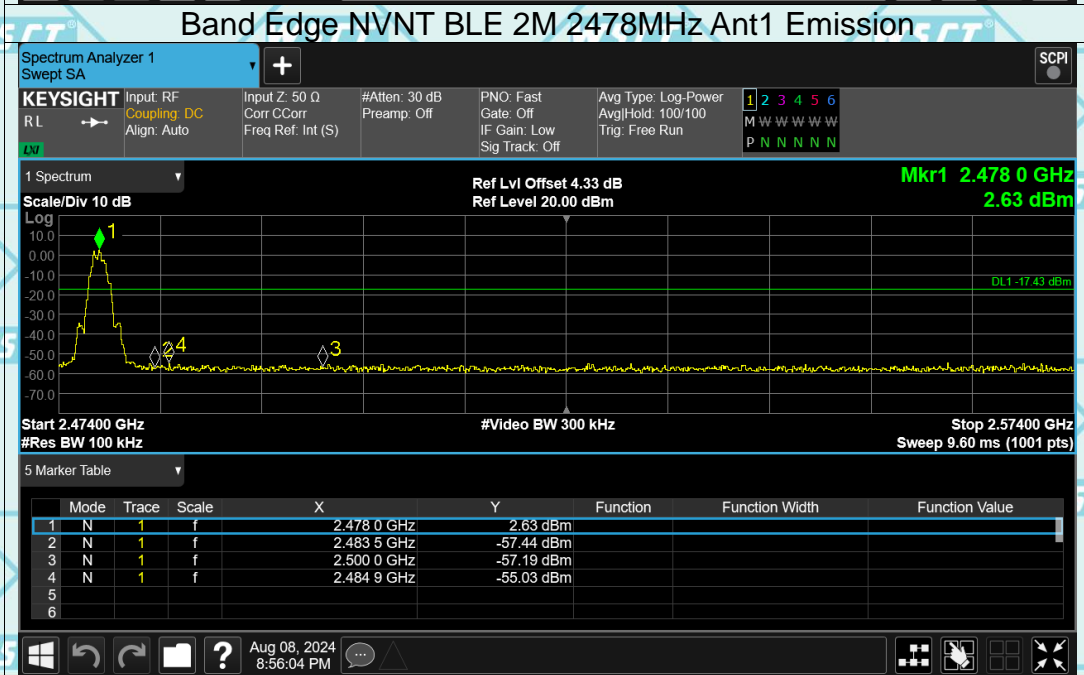 Band Edge NVNT BLE 2M 2478MHz Ant1 Emission
Spectrum Analyzer 1
Swept SA
+
SCPI
KEYSIGHT
RL
LXI
Input: RF
Coupling: DC
Align: Auto
Input Z: 50 Ω
Corr CCorr
Freq Ref: Int (S)
#Atten: 30 dB
Preamp: Off
PNO: Fast
Gate: Off
IF Gain: Low
Sig Track: Off
Avg Type: Log-Power
Avg|Hold: 100/100
Trig: Free Run
1 2 3 4 5 6
M W W W W W
P N N N N N
1 Spectrum
Scale/Div 10 dB
Ref Lvl Offset 4.33 dB
Ref Level 20.00 dBm
Mkr1 2.478 0 GHz
2.63 dBm
Log
10.0
0.00
-10.0
-20.0
-30.0
-40.0
-50.0
-60.0
-70.0
1
DL1 -17.43 dBm
2 4
3
Start 2.47400 GHz
#Res BW 100 kHz
#Video BW 300 kHz
Stop 2.57400 GHz
Sweep 9.60 ms (1001 pts)
5 Marker Table
Mode Trace Scale X Y Function Function Width Function Value
1 N 1 f 2.478 0 GHz 2.63 dBm
2 N 1 f 2.483 5 GHz -57.44 dBm
3 N 1 f 2.500 0 GHz -57.19 dBm
4 N 1 f 2.484 9 GHz -55.03 dBm
5
6
?
Aug 08, 2024
8:56:04 PM